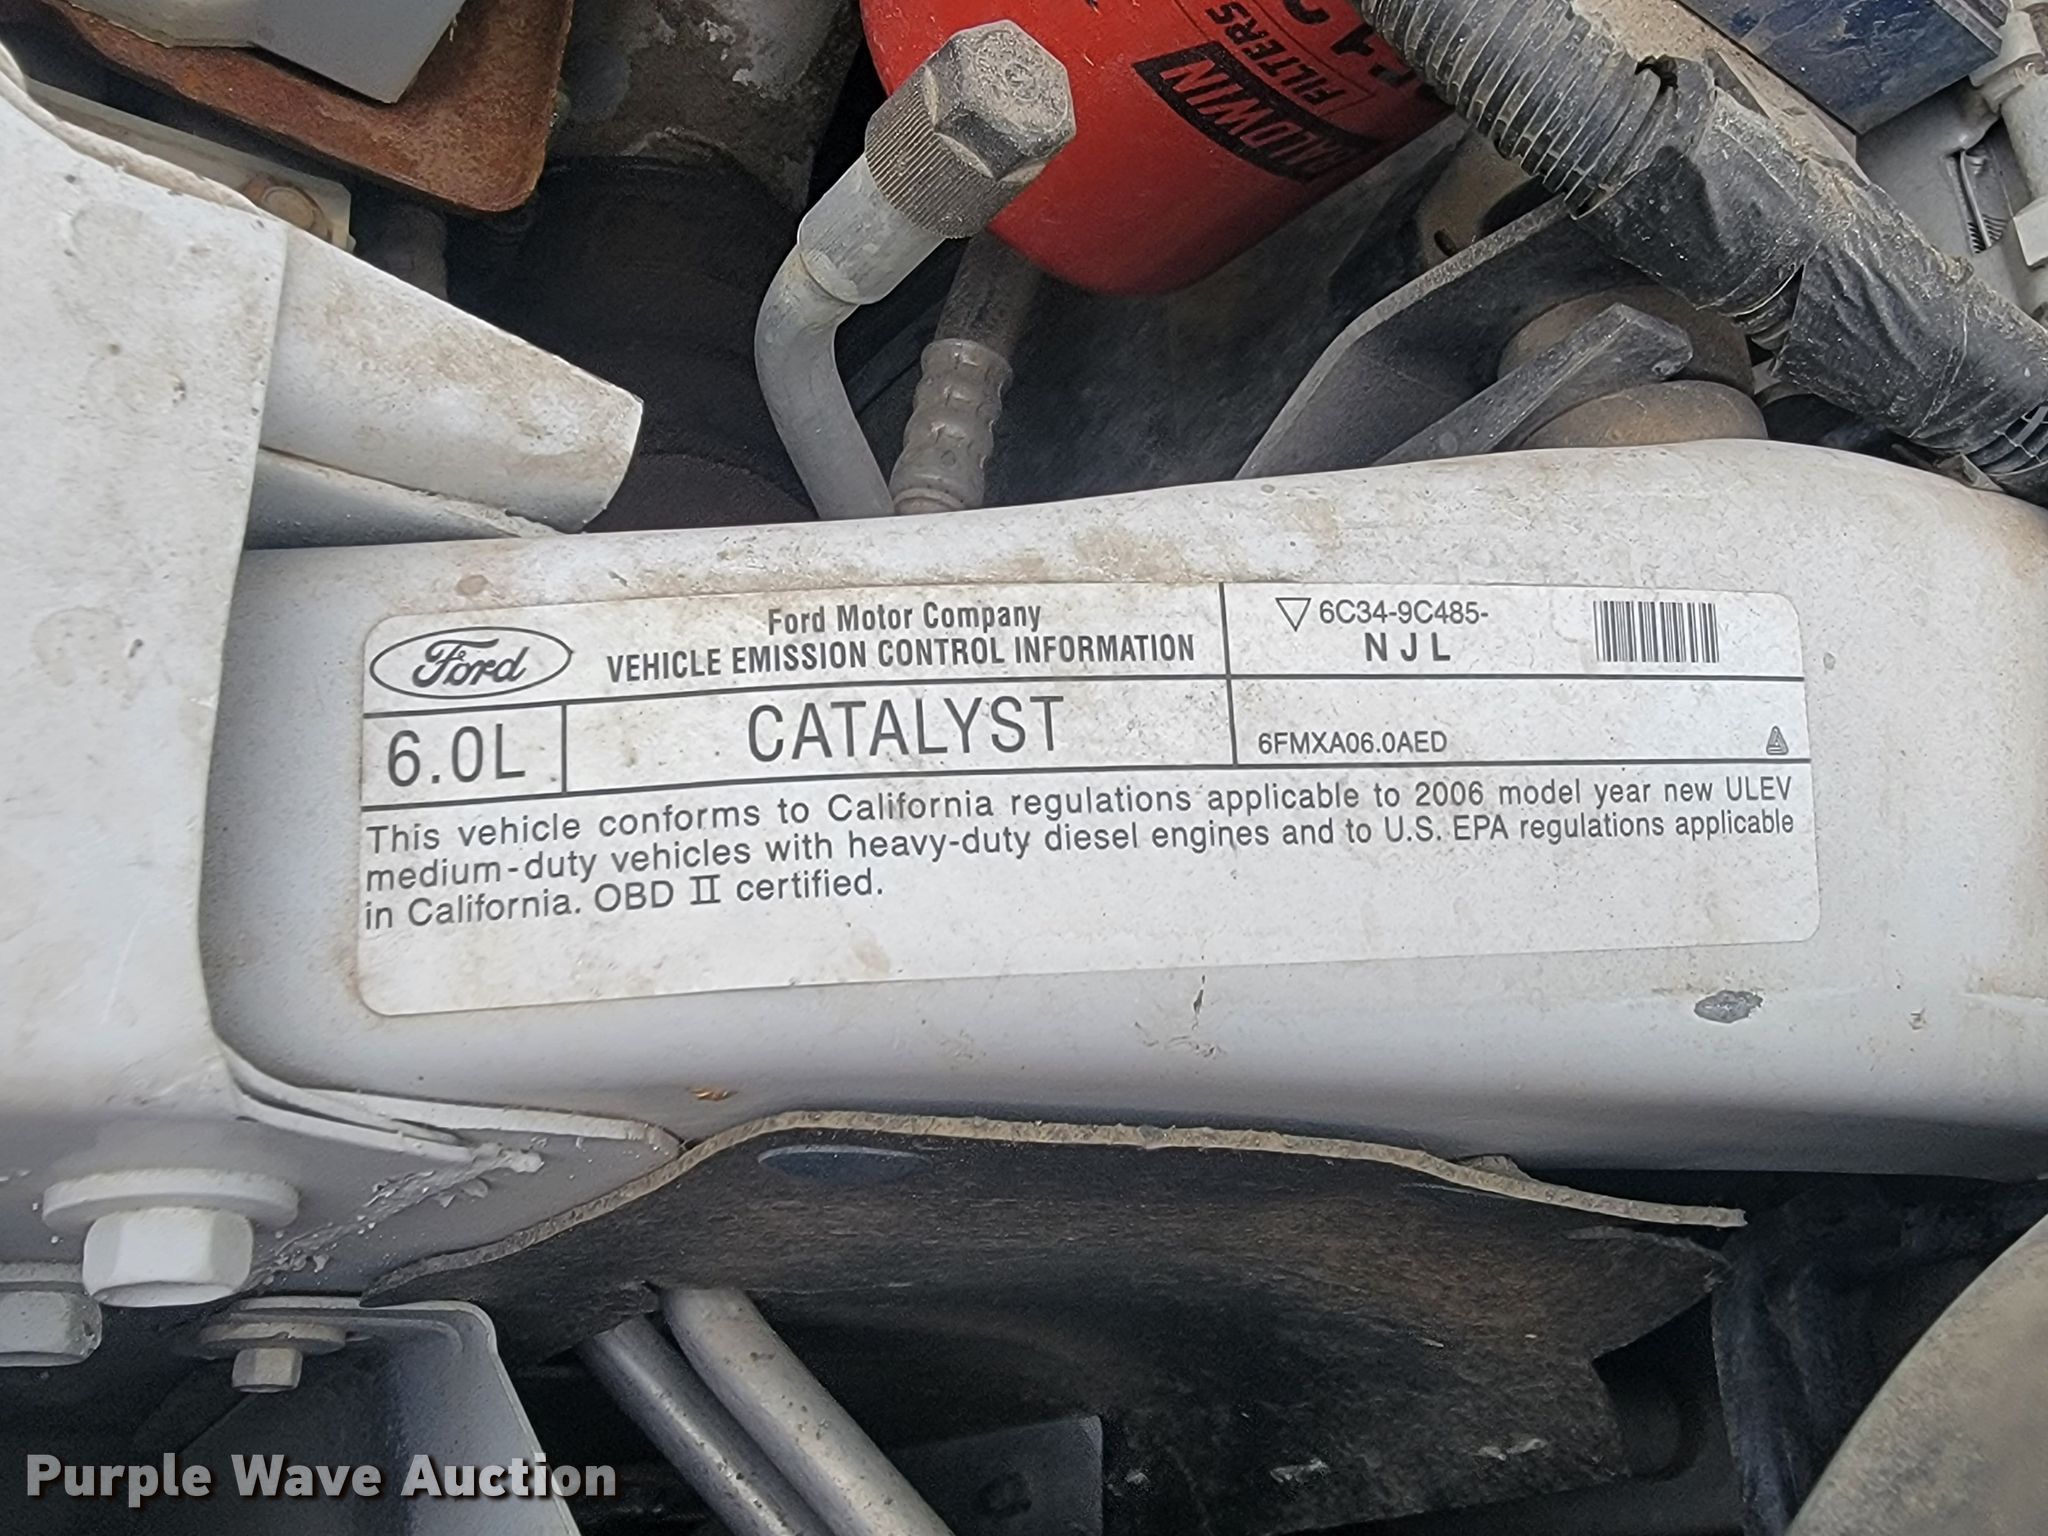 BALDWIN
FILTERS
Ford
Ford Motor Company
VEHICLE EMISSION CONTROL INFORMATION
6C34-9C485-
NJL
6.0L
CATALYST
6FMXA06.0AED
This vehicle conforms to California regulations applicable to 2006 model year new ULEV
medium-duty vehicles with heavy-duty diesel engines and to U.S. EPA regulations applicable
in California. OBD II certified.
Purple Wave Auction